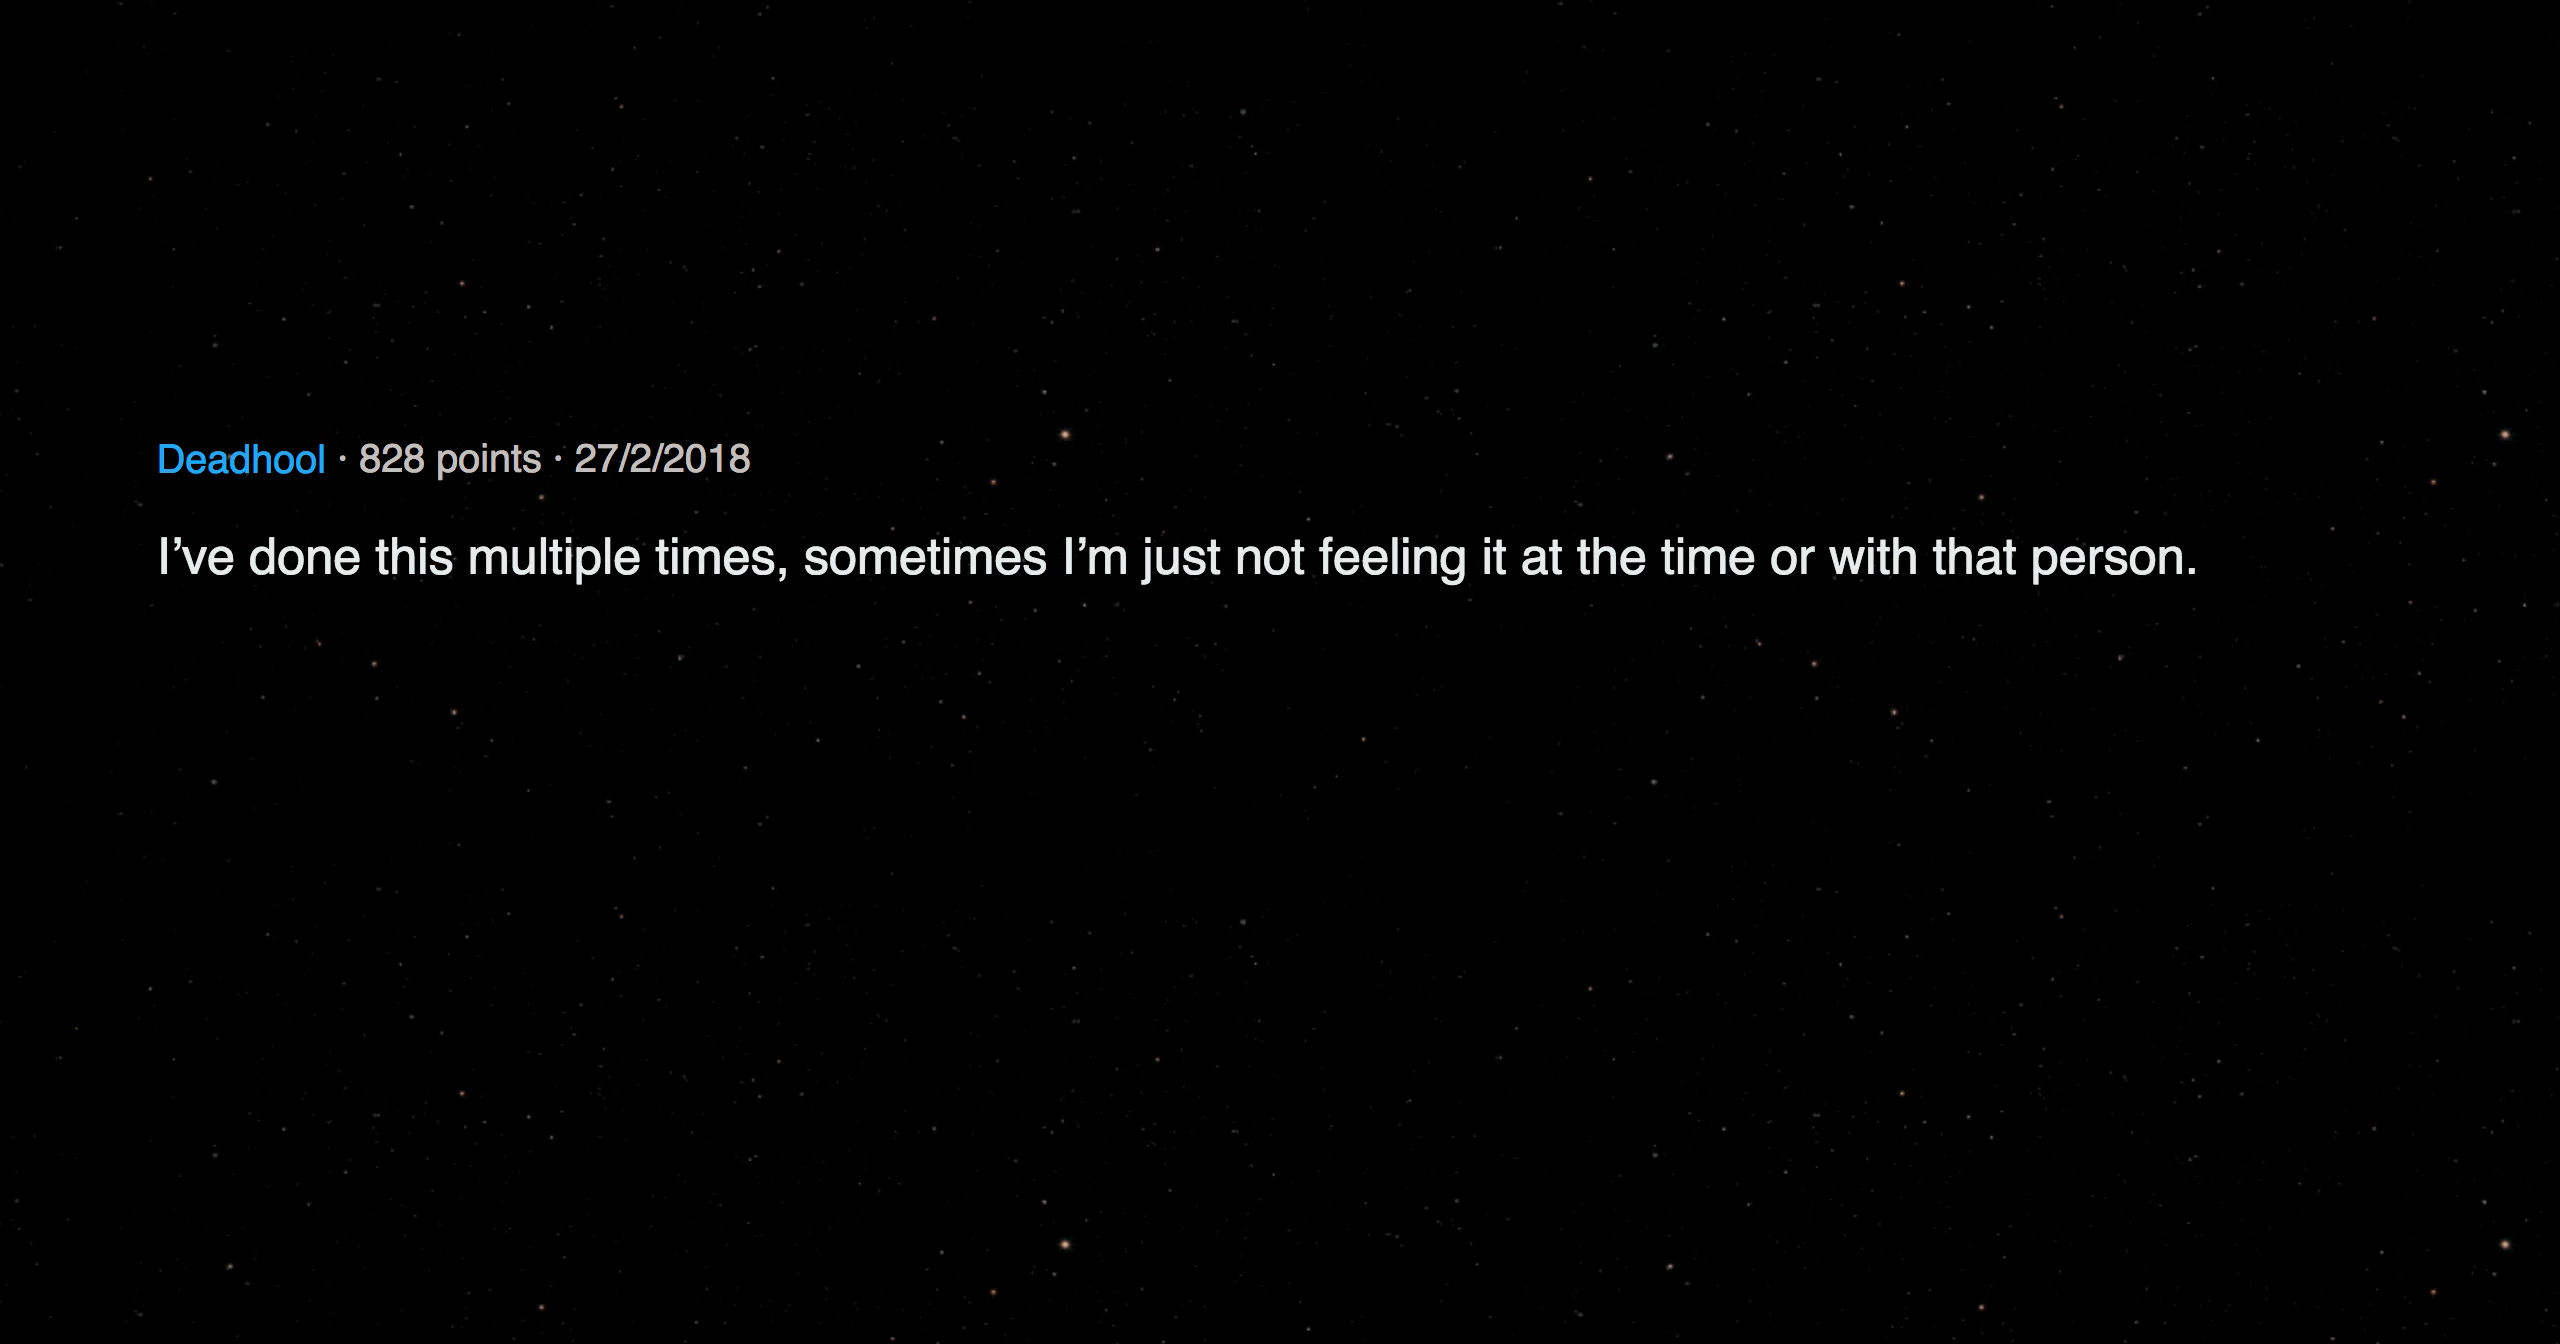 Deadhool · 828 points · 27/2/2018
I’ve done this multiple times, sometimes I’m just not feeling it at the time or with that person.